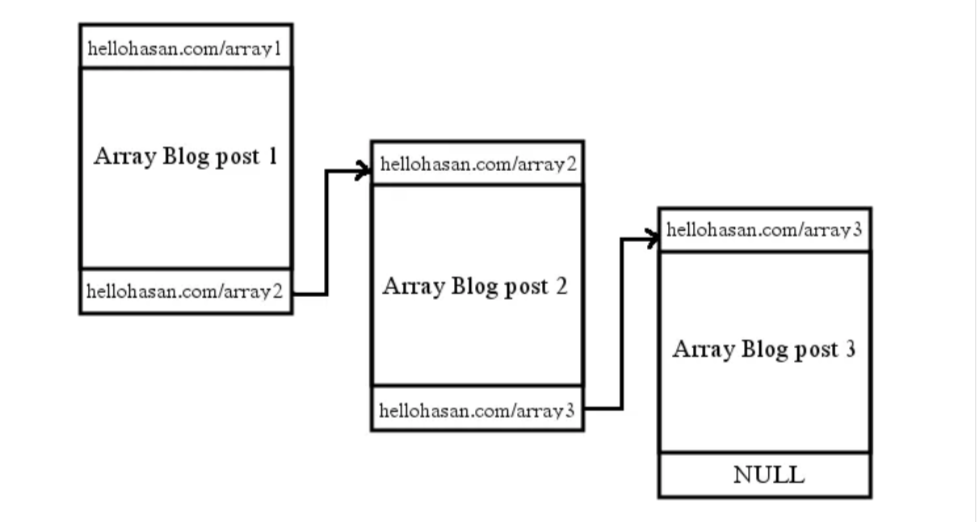 hellohasan.com/array1
Array Blog post 1
hellohasan.com/array2
hellohasan.com/array2
Array Blog post 2
hellohasan.com/array3
hellohasan.com/array3
Array Blog post 3
NULL